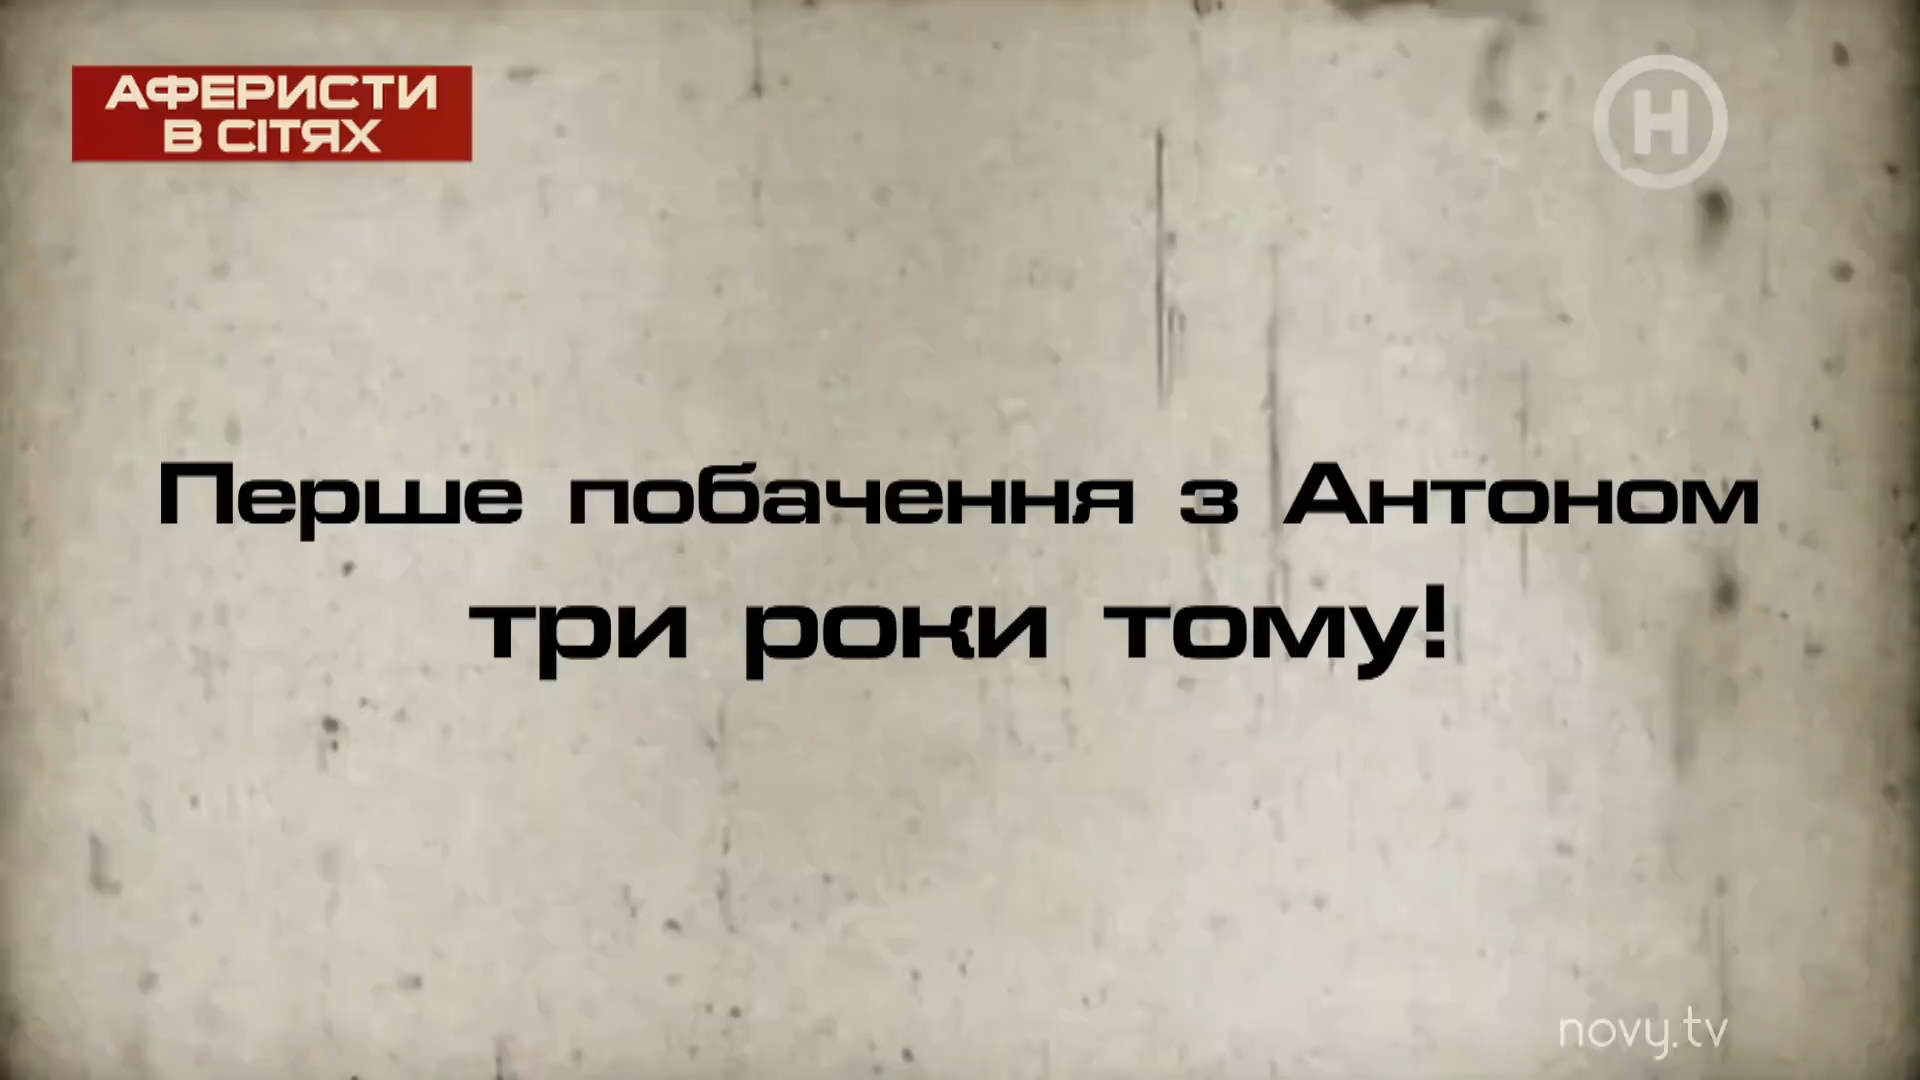 АФЕРИСТИ
В СІТЯХ
Н
Перше побачення з Антоном
три роки тому!
novy.tv